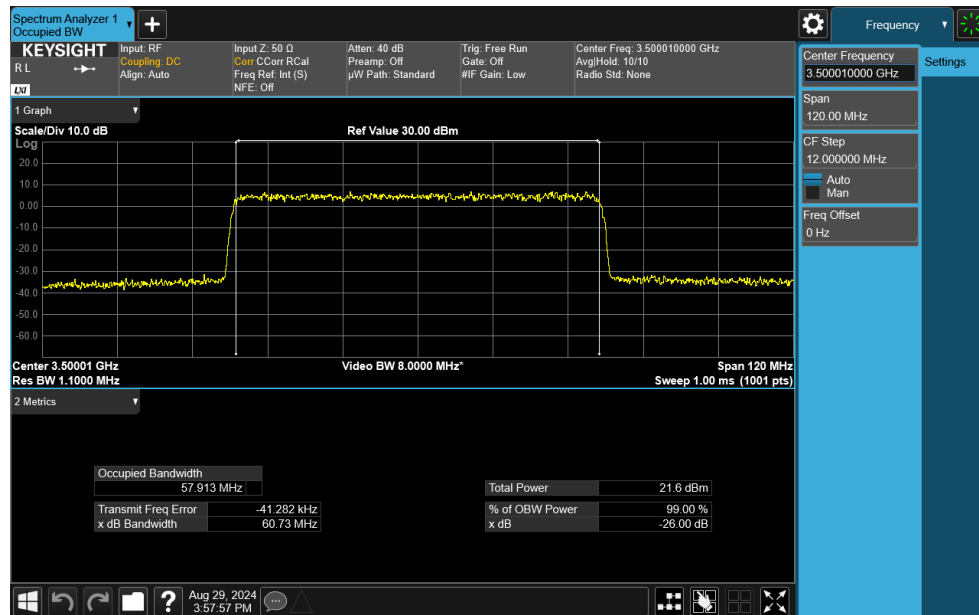 Spectrum Analyzer 1
Occupied BW
Frequency
KEYSIGHT
R L
LXI
Input: RF
Coupling: DC
Align: Auto
Input Z: 50 Ω
Corr CCorr RCal
Freq Ref: Int (S)
NFE: Off
Atten: 40 dB
Preamp: Off
µW Path: Standard
Trig: Free Run
Gate: Off
#IF Gain: Low
Center Freq: 3.500010000 GHz
Avg|Hold: 10/10
Radio Std: None
Center Frequency
3.500010000 GHz
Settings
Span
120.00 MHz
CF Step
12.000000 MHz
Auto
Man
Freq Offset
0 Hz
1 Graph
Scale/Div 10.0 dB
Ref Value 30.00 dBm
Log
20.0
10.0
0.00
-10.0
-20.0
-30.0
-40.0
-50.0
-60.0
Center 3.50001 GHz
Video BW 8.0000 MHz*
Span 120 MHz
Res BW 1.1000 MHz
Sweep 1.00 ms (1001 pts)
2 Metrics
Occupied Bandwidth
57.913 MHz
Total Power 21.6 dBm
Transmit Freq Error -41.282 kHz
% of OBW Power 99.00 %
x dB Bandwidth 60.73 MHz
x dB -26.00 dB
?
Aug 29, 2024
3:57:57 PM